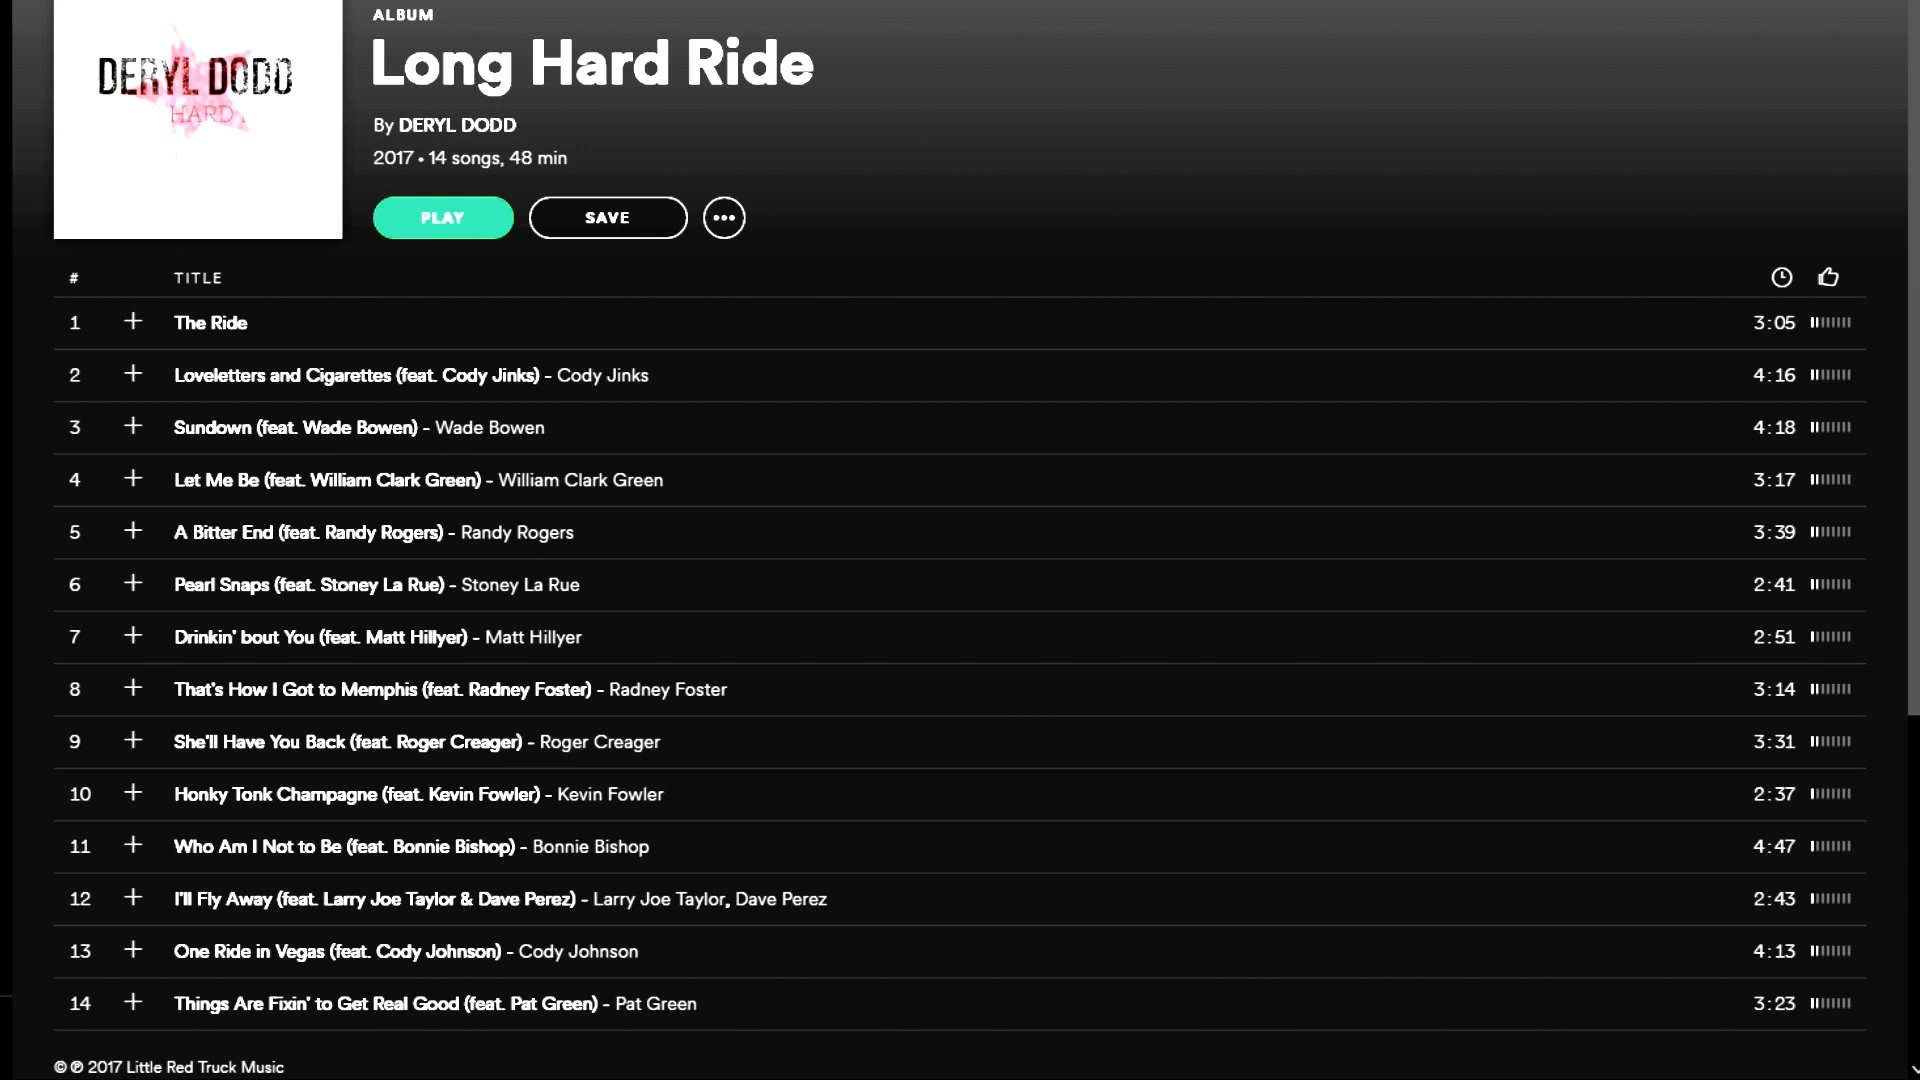 ALBUM
DERYL DODD
HARD
Long Hard Ride
By DERYL DODD
2017 • 14 songs, 48 min
PLAY SAVE
# TITLE
1 The Ride 3:05
2 Loveletters and Cigarettes (feat. Cody Jinks) - Cody Jinks 4:16
3 Sundown (feat. Wade Bowen) - Wade Bowen 4:18
4 Let Me Be (feat. William Clark Green) - William Clark Green 3:17
5 A Bitter End (feat. Randy Rogers) - Randy Rogers 3:39
6 Pearl Snaps (feat. Stoney La Rue) - Stoney La Rue 2:41
7 Drinkin' bout You (feat. Matt Hillyer) - Matt Hillyer 2:51
8 That's How I Got to Memphis (feat. Radney Foster) - Radney Foster 3:14
9 She'll Have You Back (feat. Roger Creager) - Roger Creager 3:31
10 Honky Tonk Champagne (feat. Kevin Fowler) - Kevin Fowler 2:37
11 Who Am I Not to Be (feat. Bonnie Bishop) - Bonnie Bishop 4:47
12 I'll Fly Away (feat. Larry Joe Taylor & Dave Perez) - Larry Joe Taylor, Dave Perez 2:43
13 One Ride in Vegas (feat. Cody Johnson) - Cody Johnson 4:13
14 Things Are Fixin' to Get Real Good (feat. Pat Green) - Pat Green 3:23
© ℗ 2017 Little Red Truck Music